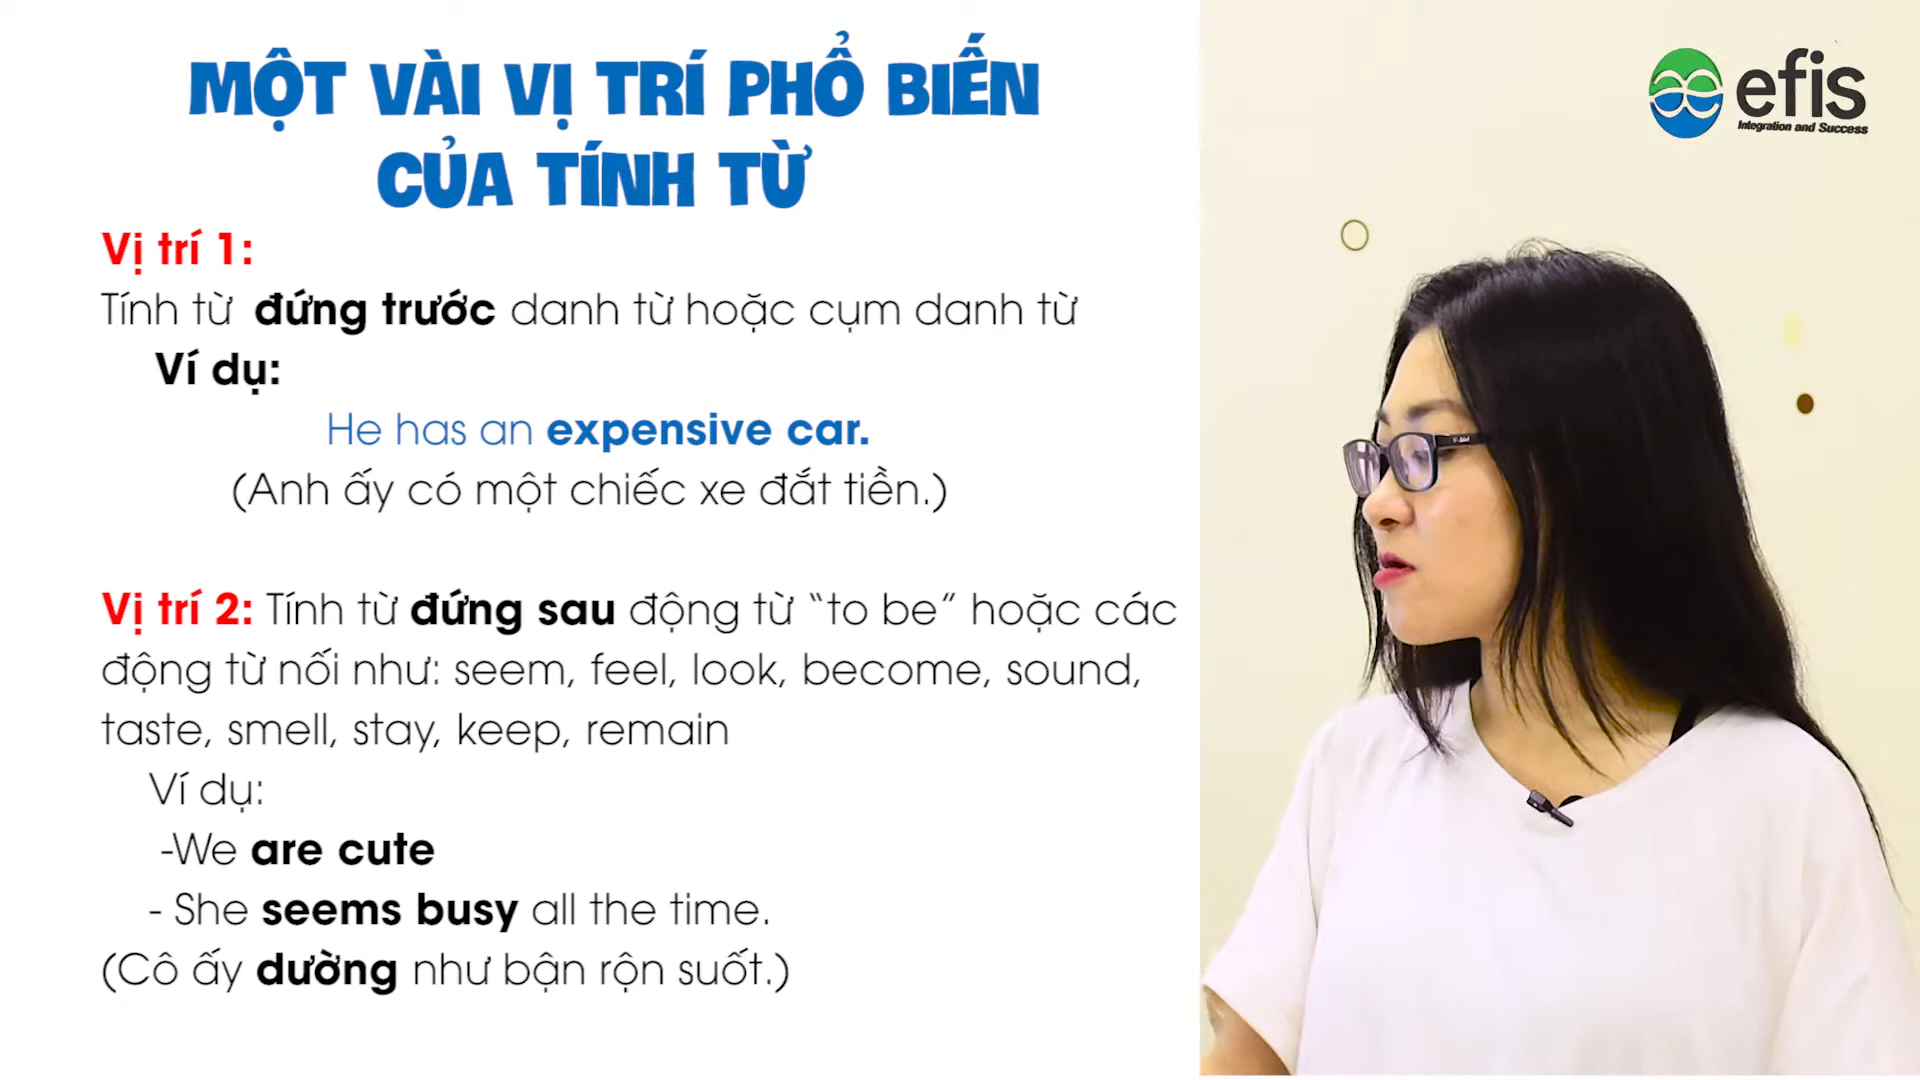 MỘT VÀI VỊ TRÍ PHỔ BIẾN
CỦA TÍNH TỪ
Vị trí 1:
Tính từ đứng trước danh từ hoặc cụm danh từ
Ví dụ:
He has an expensive car.
(Anh ấy có một chiếc xe đắt tiền.)
Vị trí 2: Tính từ đứng sau động từ “to be” hoặc các
động từ nối như: seem, feel, look, become, sound,
taste, smell, stay, keep, remain
Ví dụ:
-We are cute
- She seems busy all the time.
(Cô ấy dường như bận rộn suốt.)
efis
Integration and Success